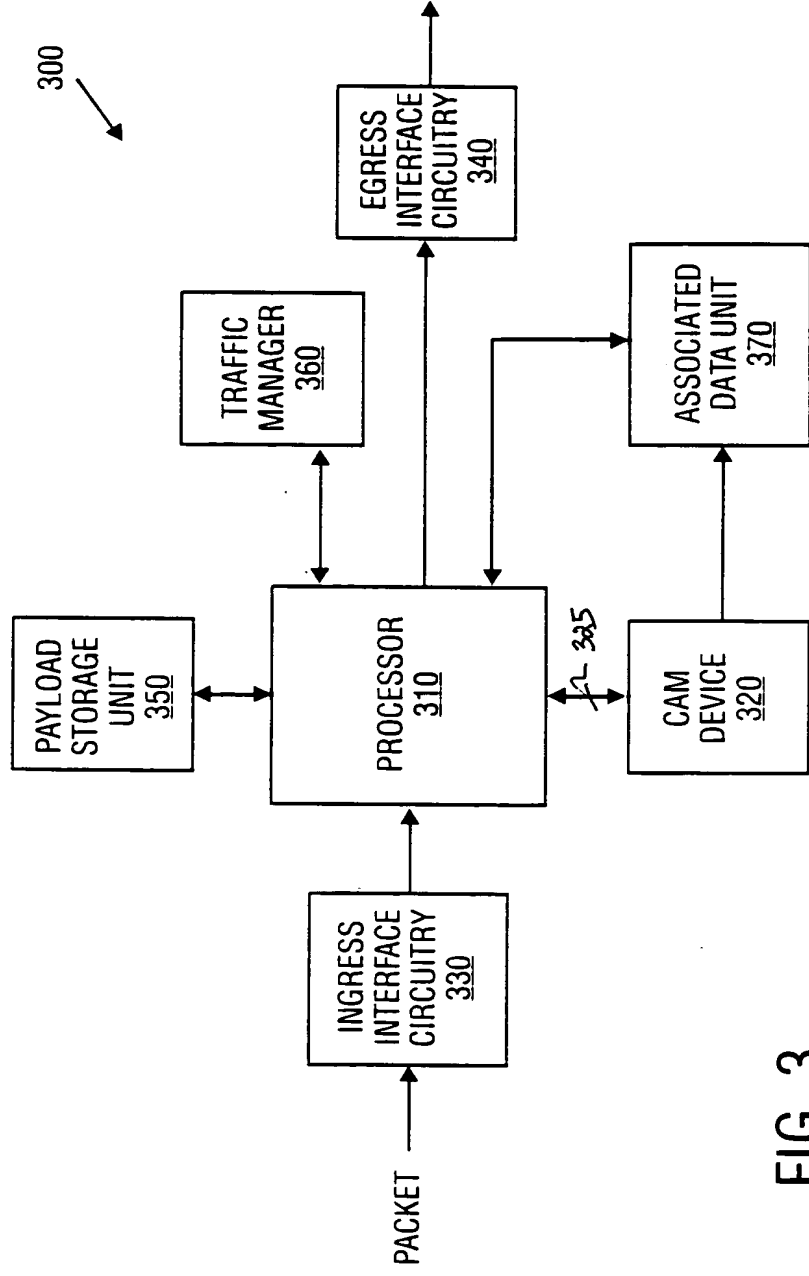 300
PAYLOAD
STORAGE
UNIT
350
TRAFFIC
MANAGER
360
EGRESS
INTERFACE
CIRCUITRY
340
PACKET
INGRESS
INTERFACE
CIRCUITRY
330
PROCESSOR
310
325
CAM
DEVICE
320
ASSOCIATED
DATA UNIT
370
FIG. 3